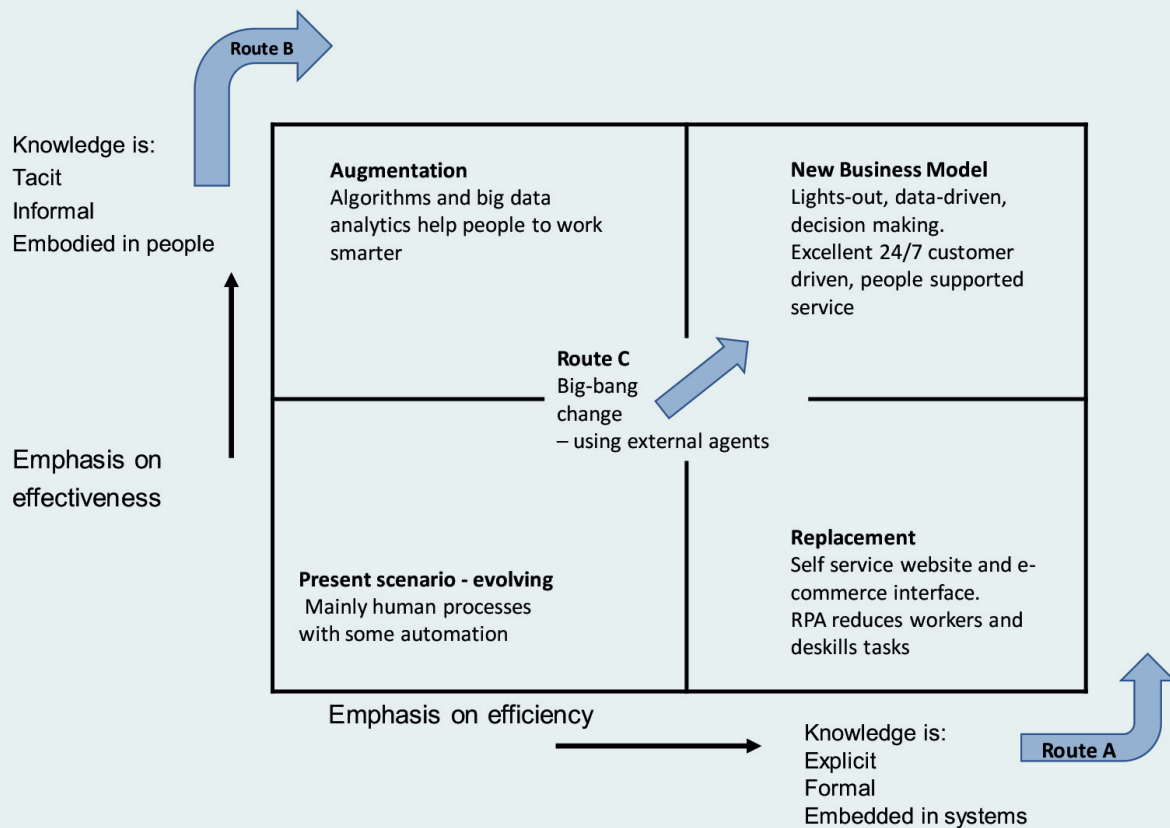 Route B
Knowledge is:
Tacit
Informal
Embodied in people
Augmentation
Algorithms and big data
analytics help people to work
smarter
New Business Model
Lights-out, data-driven,
decision making.
Excellent 24/7 customer
driven, people supported
service
Route C
Big-bang
change
– using external agents
Emphasis on
effectiveness
Present scenario - evolving
Mainly human processes
with some automation
Replacement
Self service website and e-
commerce interface.
RPA reduces workers and
deskills tasks
Emphasis on efficiency
Knowledge is:
Explicit
Formal
Embedded in systems
Route A